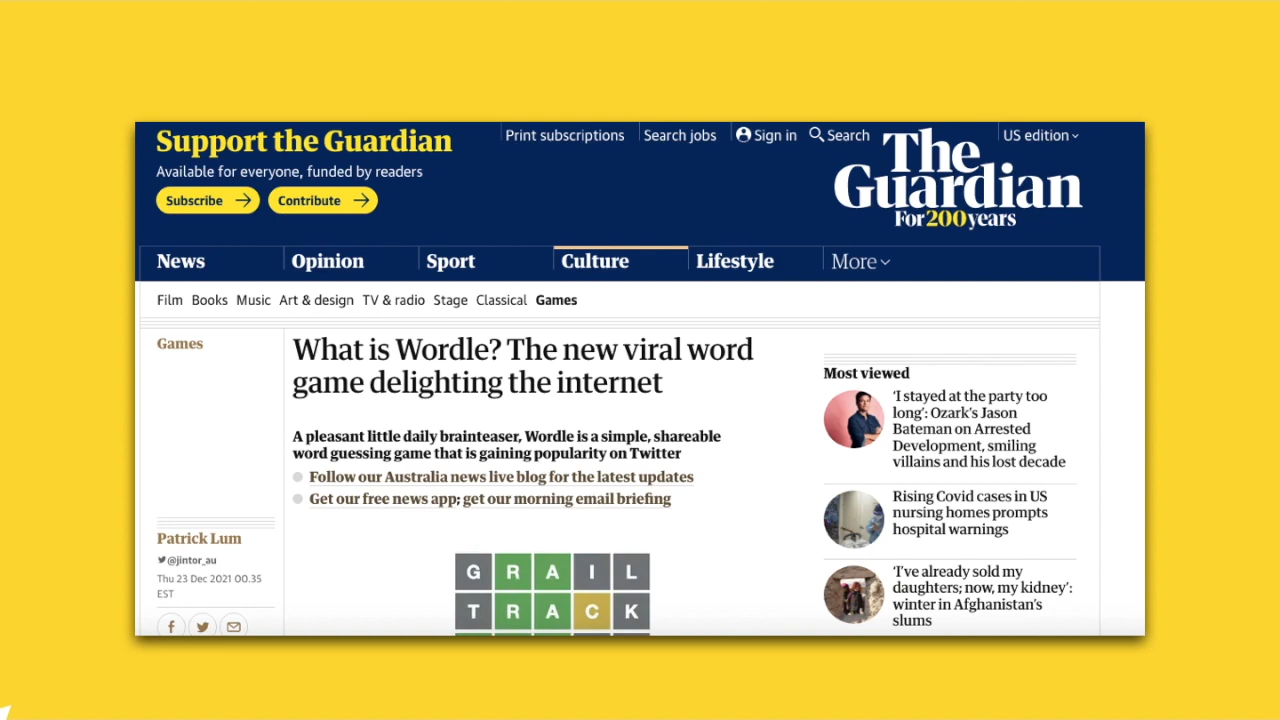 Support the Guardian
Available for everyone, funded by readers
Subscribe
Contribute
Print subscriptions
Search jobs
Sign in
Search
US edition
The
Guardian
For 200 years
News
Opinion
Sport
Culture
Lifestyle
More
Film Books Music Art & design TV & radio Stage Classical Games
Games
What is Wordle? The new viral word
game delighting the internet
A pleasant little daily brainteaser, Wordle is a simple, shareable
word guessing game that is gaining popularity on Twitter
Follow our Australia news live blog for the latest updates
Get our free news app; get our morning email briefing
Patrick Lum
@jintor_au
Thu 23 Dec 2021 00.35
EST
GRAIL
TRACK
Most viewed
‘I stayed at the party too
long’: Ozark’s Jason
Bateman on Arrested
Development, smiling
villains and his lost decade
Rising Covid cases in US
nursing homes prompts
hospital warnings
‘I’ve already sold my
daughters; now, my kidney’:
winter in Afghanistan’s
slums